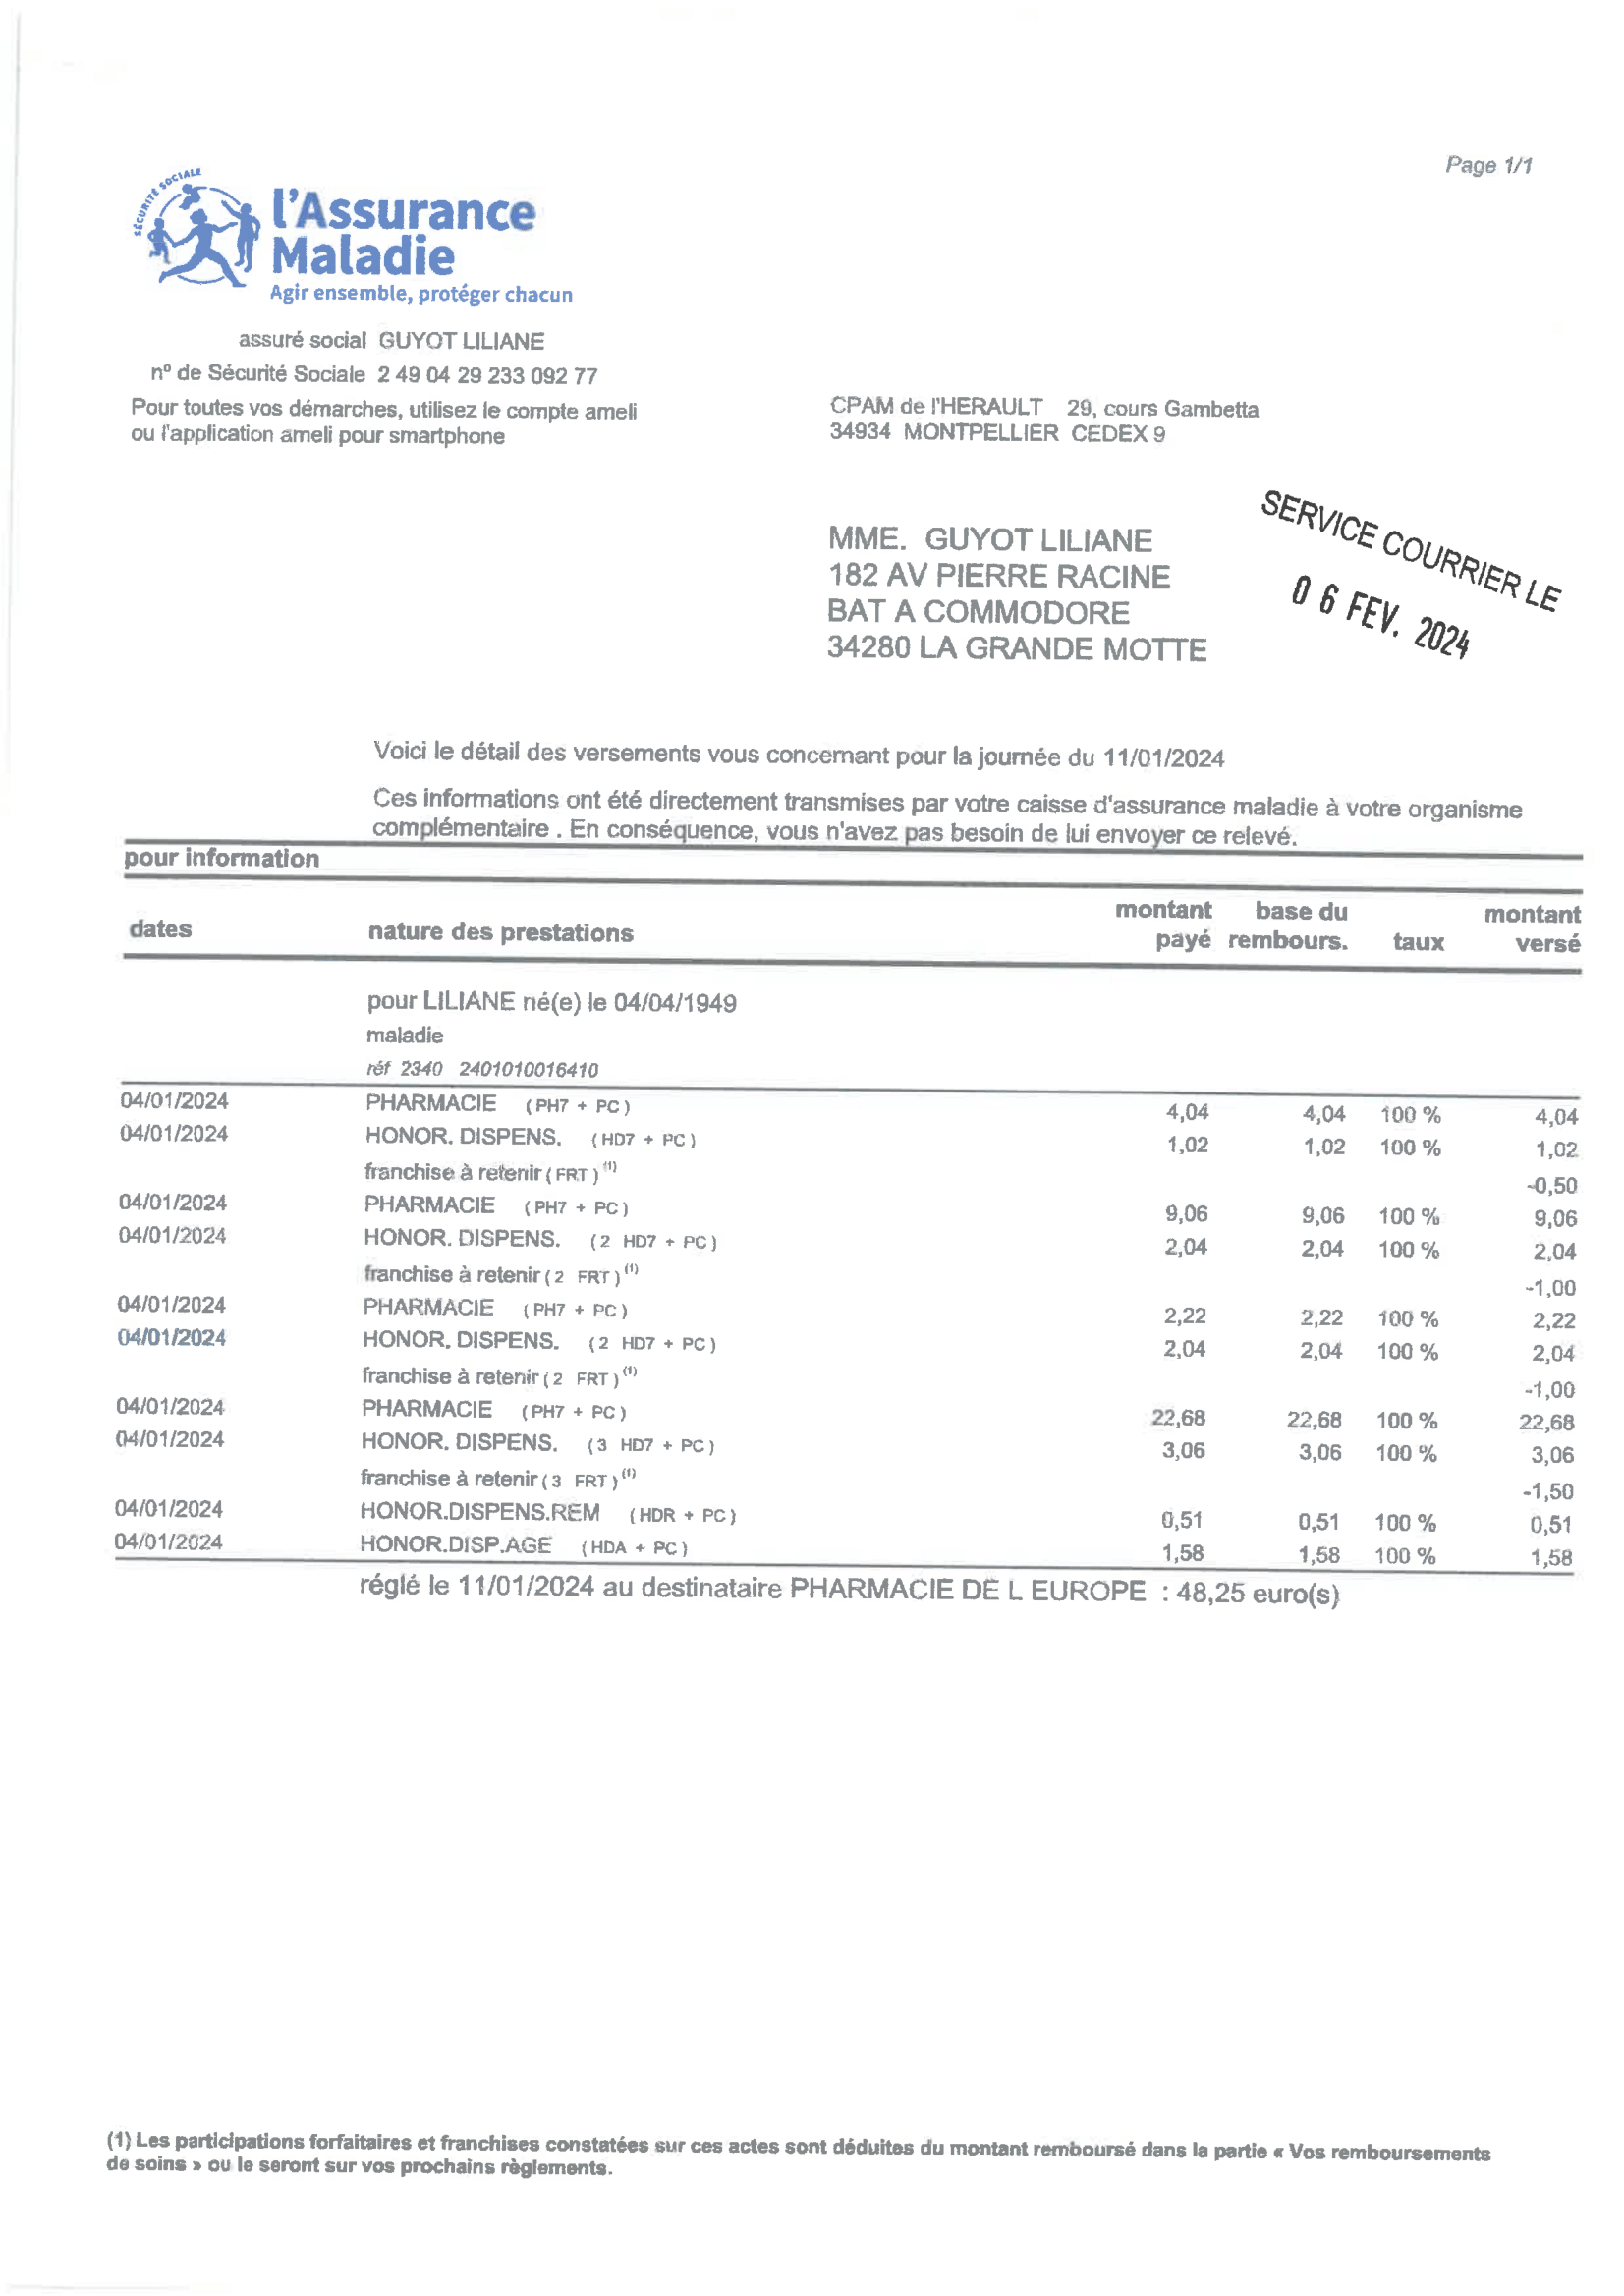 Page 1/1
SÉCURITÉ SOCIALE
l'Assurance
Maladie
Agir ensemble, protéger chacun
assuré social GUYOT LILIANE
nº de Sécurité Sociale 2 49 04 29 233 092 77
Pour toutes vos démarches, utilisez le compte ameli
ou l'application ameli pour smartphone
CPAM de l'HERAULT 29, cours Gambetta
34934 MONTPELLIER CEDEX 9
MME. GUYOT LILIANE
182 AV PIERRE RACINE
BAT A COMMODORE
34280 LA GRANDE MOTTE
SERVICE COURRIER LE
06 FEV. 2024
Voici le détail des versements vous concernant pour la journée du 11/01/2024
Ces informations ont été directement transmises par votre caisse d'assurance maladie à votre organisme
complémentaire . En conséquence, vous n'avez pas besoin de lui envoyer ce relevé.
pour information
dates nature des prestations montant payé base du rembours. taux montant versé
pour LILIANE né(e) le 04/04/1949
maladie
réf 2340 2401010016410
04/01/2024 PHARMACIE (PH7 + PC) 4,04 4,04 100 % 4,04
04/01/2024 HONOR. DISPENS. (HD7 + PC) 1,02 1,02 100 % 1,02
franchise à retenir (FRT) (1) -0,50
04/01/2024 PHARMACIE (PH7 + PC) 9,06 9,06 100 % 9,06
04/01/2024 HONOR. DISPENS. (2 HD7 + PC) 2,04 2,04 100 % 2,04
franchise à retenir (2 FRT) (1) -1,00
04/01/2024 PHARMACIE (PH7 + PC) 2,22 2,22 100 % 2,22
04/01/2024 HONOR. DISPENS. (2 HD7 + PC) 2,04 2,04 100 % 2,04
franchise à retenir (2 FRT) (1) -1,00
04/01/2024 PHARMACIE (PH7 + PC) 22,68 22,68 100 % 22,68
04/01/2024 HONOR. DISPENS. (3 HD7 + PC) 3,06 3,06 100 % 3,06
franchise à retenir (3 FRT) (1) -1,50
04/01/2024 HONOR.DISPENS.REM (HDR + PC) 0,51 0,51 100 % 0,51
04/01/2024 HONOR.DISP.AGE (HDA + PC) 1,58 1,58 100 % 1,58
réglé le 11/01/2024 au destinataire PHARMACIE DE L EUROPE : 48,25 euro(s)
(1) Les participations forfaitaires et franchises constatées sur ces actes sont déduites du montant remboursé dans la partie « Vos remboursements
de soins » ou le seront sur vos prochains règlements.